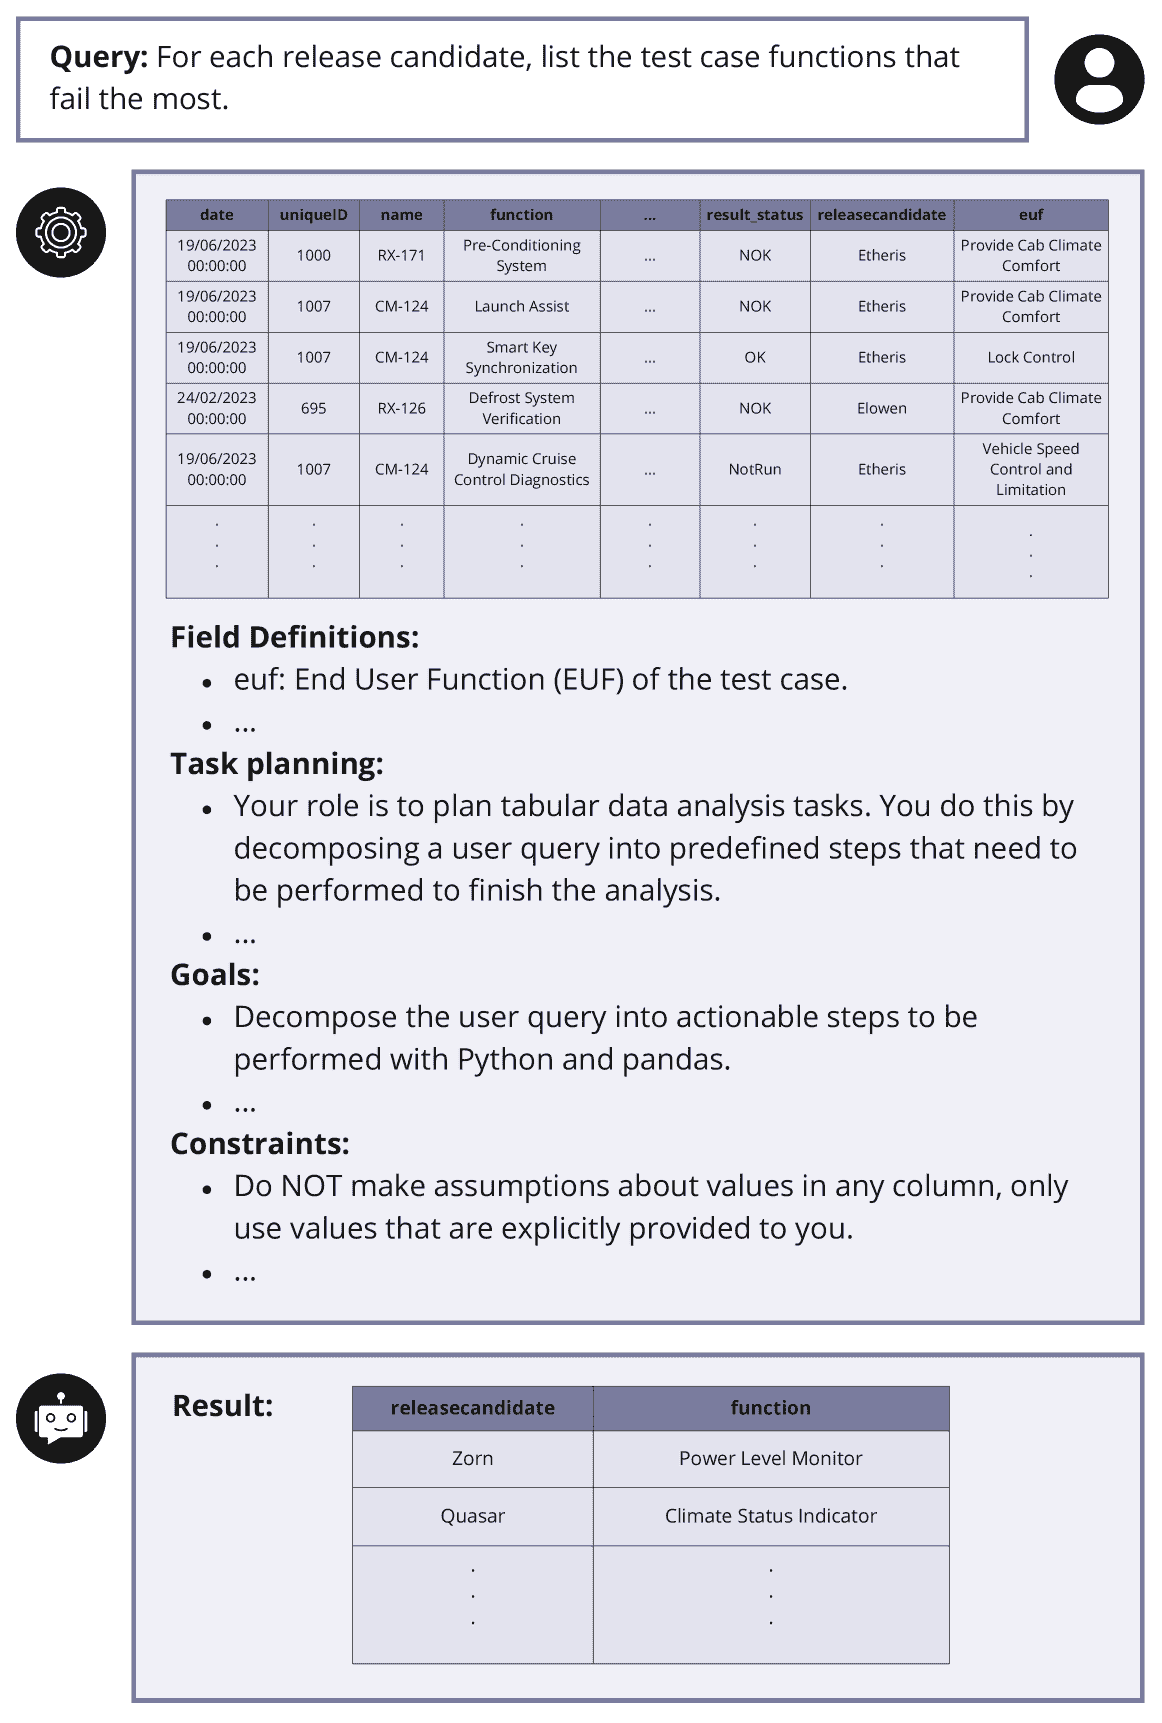 Query: For each release candidate, list the test case functions that
fail the most.
date uniqueID name function ... result_status releasecandidate euf
19/06/2023 00:00:00 1000 RX-171 Pre-Conditioning System ... NOK Etheris Provide Cab Climate Comfort
19/06/2023 00:00:00 1007 CM-124 Launch Assist ... NOK Etheris Provide Cab Climate Comfort
19/06/2023 00:00:00 1007 CM-124 Smart Key Synchronization ... OK Etheris Lock Control
24/02/2023 00:00:00 695 RX-126 Defrost System Verification ... NOK Elowen Provide Cab Climate Comfort
19/06/2023 00:00:00 1007 CM-124 Dynamic Cruise Control Diagnostics ... NotRun Etheris Vehicle Speed Control and Limitation
. . . . . . . .
. . . . . . . .
. . . . . . . .
Field Definitions:
• euf: End User Function (EUF) of the test case.
• ...
Task planning:
• Your role is to plan tabular data analysis tasks. You do this by
decomposing a user query into predefined steps that need to
be performed to finish the analysis.
• ...
Goals:
• Decompose the user query into actionable steps to be
performed with Python and pandas.
• ...
Constraints:
• Do NOT make assumptions about values in any column, only
use values that are explicitly provided to you.
• ...
Result:
releasecandidate function
Zorn Power Level Monitor
Quasar Climate Status Indicator
. .
. .
. .